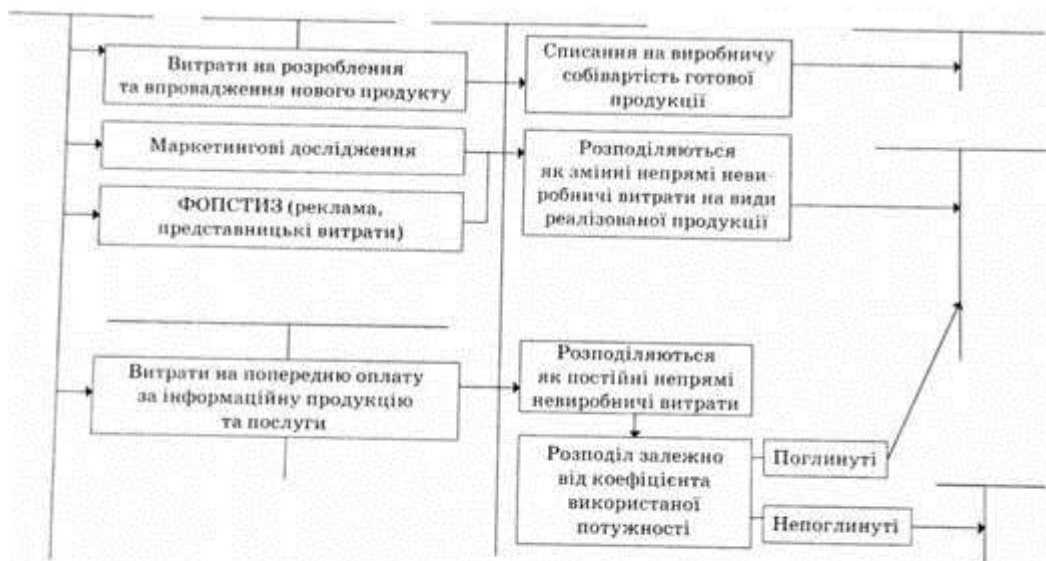 Витрати на розроблення
та впровадження нового продукту
Списання на виробничу
собівартість готової
продукції
Маркетингові дослідження
Розподіляються
як змінні непрямі неви-
робничі витрати на види
реалізованої продукції
ФОПСТИЗ (реклама,
представницькі витрати)
Витрати на попередню оплату
за інформаційну продукцію
та послуги
Розподіляються
як постійні непрямі
невиробничі витрати
Розподіл залежно
від коефіцієнта
використаної
потужності
Поглинуті
Непоглинуті